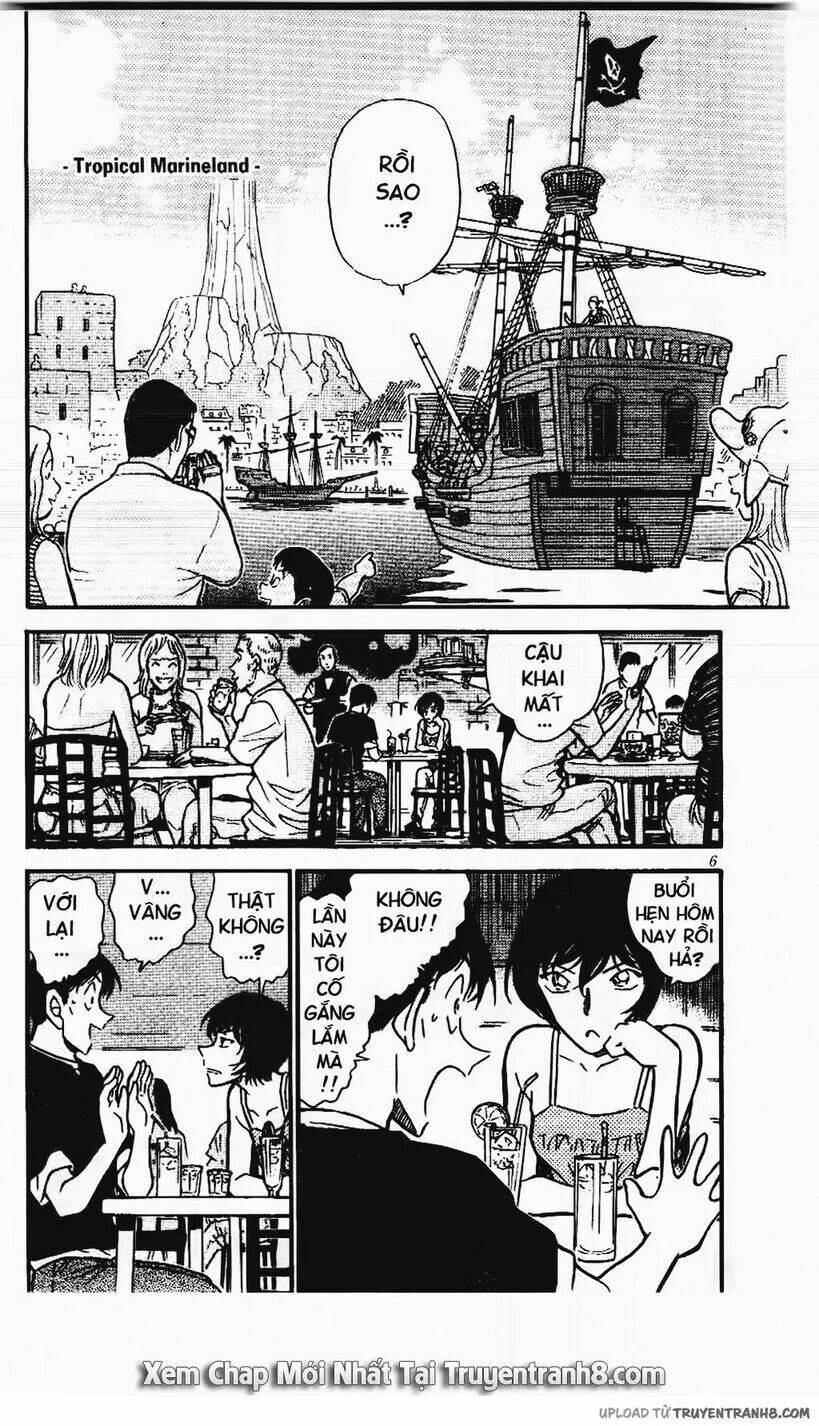 - Tropical Marineland -
RỒI
SAO
...?
CẬU
KHAI
MẤT
...
6
BUỔI
HẸN HÔM
NAY RỒI
HẢ?
KHÔNG
ĐÂU!!
LẦN
NÀY
TÔI
CỐ
GẮNG
LẮM
MÀ
!!
THẬT
KHÔNG
...?
V...
VÂNG
...
VỚI
LẠI
...
Xem Chap Mới Nhất Tại Truyentranh8.com
UPLOAD TỪ TRUYENTRANH8.COM